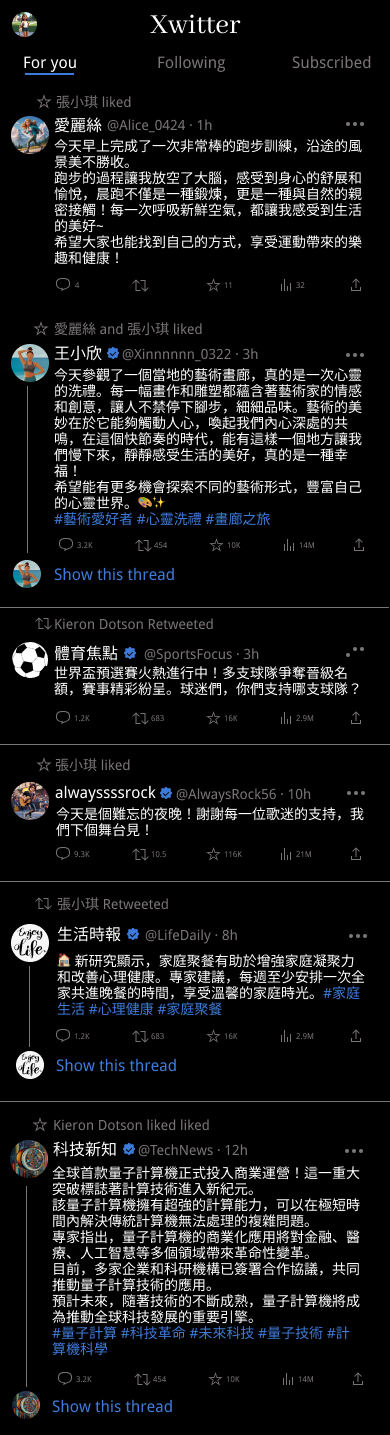 Xwitter
For you Following Subscribed
張小琪 liked
愛麗絲 @Alice_0424 · 1h
今天早上完成了一次非常棒的跑步訓練，沿途的風
景美不勝收。
跑步的過程讓我放空了大腦，感受到身心的舒展和
愉悅，晨跑不僅是一種鍛煉，更是一種與自然的親
密接觸！每一次呼吸新鮮空氣，都讓我感受到生活
的美好~
希望大家也能找到自己的方式，享受運動帶來的樂
趣和健康！
4 11 32
愛麗絲 and 張小琪 liked
王小欣 @Xinnnnnn_0322 · 3h
今天參觀了一個當地的藝術畫廊，真的是一次心靈
的洗禮。每一幅畫作和雕塑都蘊含著藝術家的情感
和創意，讓人不禁停下腳步，細細品味。藝術的美
妙在於它能夠觸動人心，喚起我們內心深處的共
鳴，在這個快節奏的時代，能有這樣一個地方讓我
們慢下來，靜靜感受生活的美好，真的是一種幸
福！
希望能有更多機會探索不同的藝術形式，豐富自己
的心靈世界。🎨✨
#藝術愛好者 #心靈洗禮 #畫廊之旅
3.2K 454 10K 14M
Show this thread
Kieron Dotson Retweeted
體育焦點 @SportsFocus · 3h
世界盃預選賽火熱進行中！多支球隊爭奪晉級名
額，賽事精彩紛呈。球迷們，你們支持哪支球隊？
1.2K 683 16K 2.9M
張小琪 liked
alwayssssrock @AlwaysRock56 · 10h
今天是個難忘的夜晚！謝謝每一位歌迷的支持，我
們下個舞台見！
9.3K 10.5 116K 21M
張小琪 Retweeted
Enjoy Life
生活時報 @LifeDaily · 8h
🏠 新研究顯示，家庭聚餐有助於增強家庭凝聚力
和改善心理健康。專家建議，每週至少安排一次全
家共進晚餐的時間，享受溫馨的家庭時光。#家庭
生活 #心理健康 #家庭聚餐
1.2K 683 16K 2.9M
Enjoy Life
Show this thread
Kieron Dotson liked liked
科技新知 @TechNews · 12h
全球首款量子計算機正式投入商業運營！這一重大
突破標誌著計算技術進入新紀元。
該量子計算機擁有超強的計算能力，可以在極短時
間內解決傳統計算機無法處理的複雜問題。
專家指出，量子計算機的商業化應用將對金融、醫
療、人工智慧等多個領域帶來革命性變革。
目前，多家企業和科研機構已簽署合作協議，共同
推動量子計算技術的應用。
預計未來，隨著技術的不斷成熟，量子計算機將成
為推動全球科技發展的重要引擎。
#量子計算 #科技革命 #未來科技 #量子技術 #計
算機科學
3.2K 454 10K 14M
Show this thread